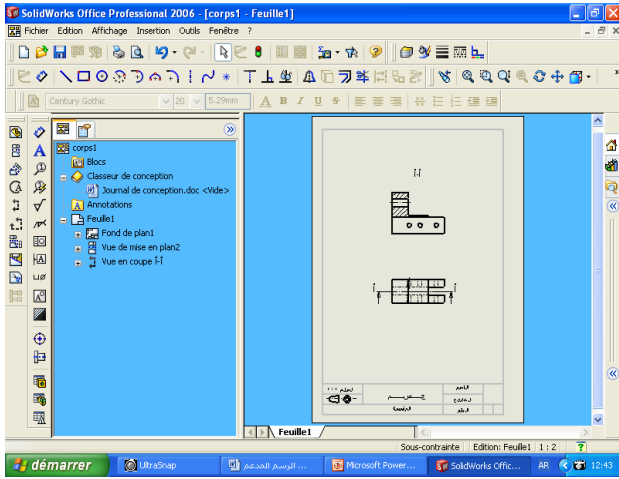 SolidWorks Office Professional 2006 - [corps1 - Feuille1]
Fichier Edition Affichage Insertion Outils Fenêtre ?
Century Gothic 20 5.29mm A B I U S
corps1
Blocs
Classeur de conception
Journal de conception.doc <Vide>
Annotations
Feuille1
Fond de plan1
Vue de mise en plan2
Vue en coupe أ-أ
أ-أ
أ أ
Feuille1
Sous-contrainte Edition: Feuille1 1 : 2 ?
démarrer UltraSnap الرسم المدعم ... Microsoft Power... SolidWorks Offic... AR 12:43